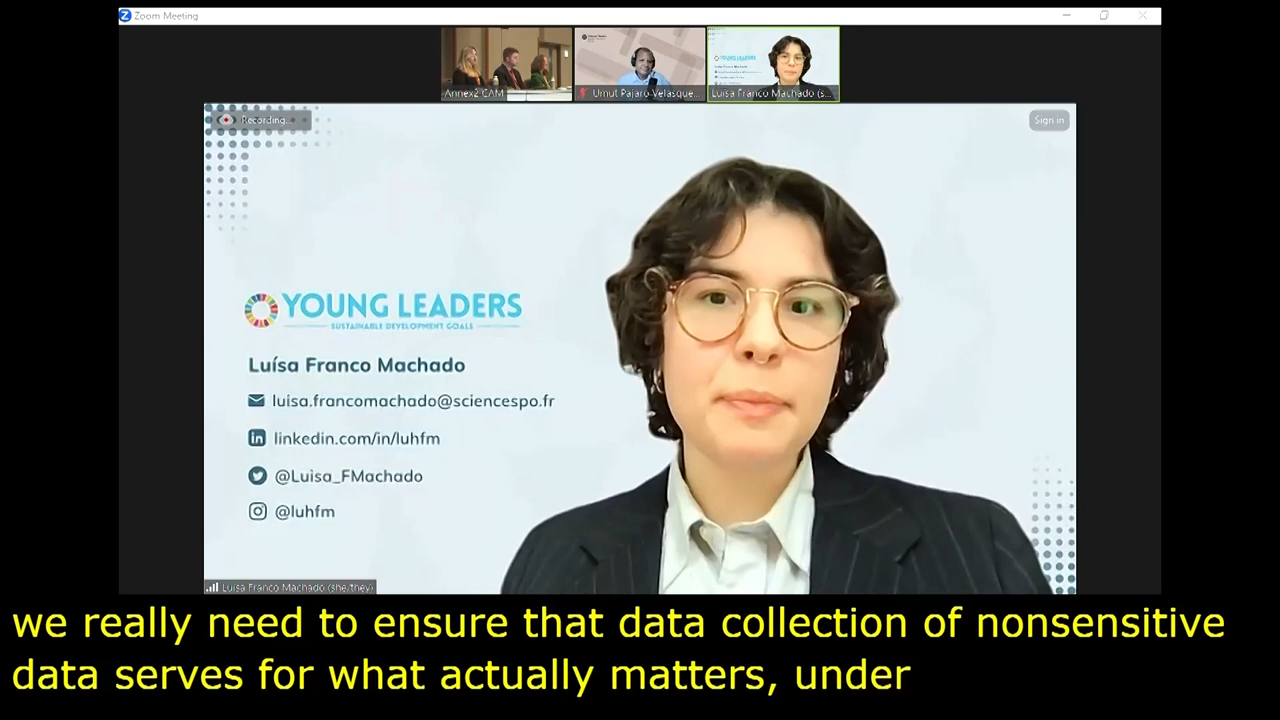 Zoom Meeting
Annex2-CAM
Umut Pajaro Velasque...
Luísa Franco Machado (s...
Recording...
Sign in
YOUNG LEADERS
SUSTAINABLE DEVELOPMENT GOALS
Luísa Franco Machado
luisa.francomachado@sciencespo.fr
linkedin.com/in/luhfm
@Luisa_FMachado
@luhfm
Luísa Franco Machado (she/they)
we really need to ensure that data collection of nonsensitive
data serves for what actually matters, under